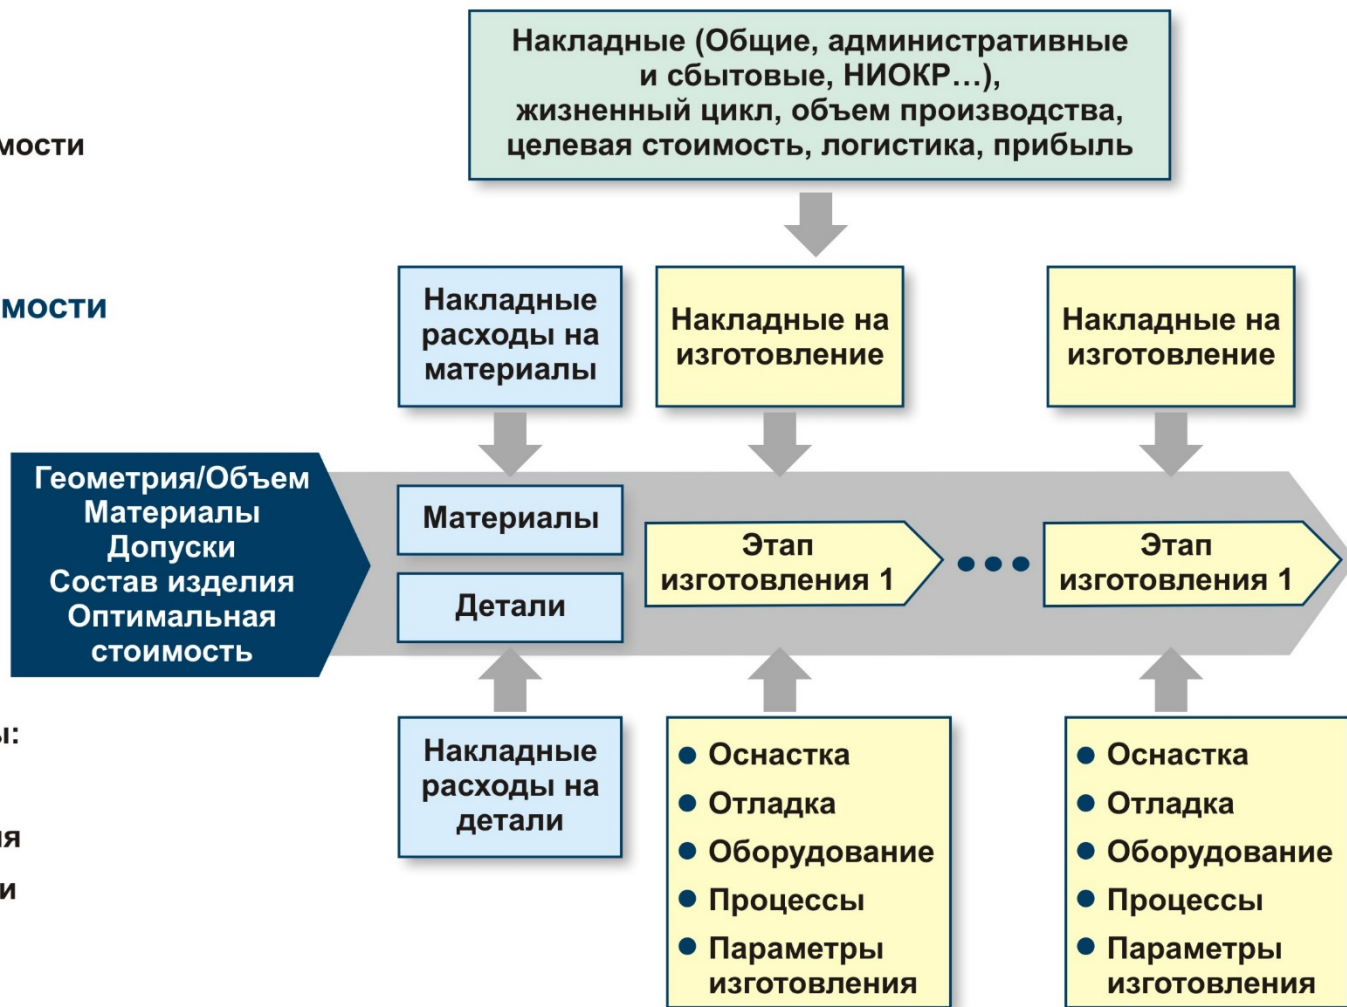 Накладные (Общие, административные
и сбытовые, НИОКР…),
жизненный цикл, объем производства,
целевая стоимость, логистика, прибыль
мости
мости
Накладные
расходы на
материалы
Накладные на
изготовление
Накладные на
изготовление
Геометрия/Объем
Материалы
Допуски
Состав изделия
Оптимальная
стоимость
Материалы
Детали
Этап
изготовления 1
Этап
изготовления 1
ы:
ия
и
Накладные
расходы на
детали
• Оснастка
• Отладка
• Оборудование
• Процессы
• Параметры
изготовления
• Оснастка
• Отладка
• Оборудование
• Процессы
• Параметры
изготовления